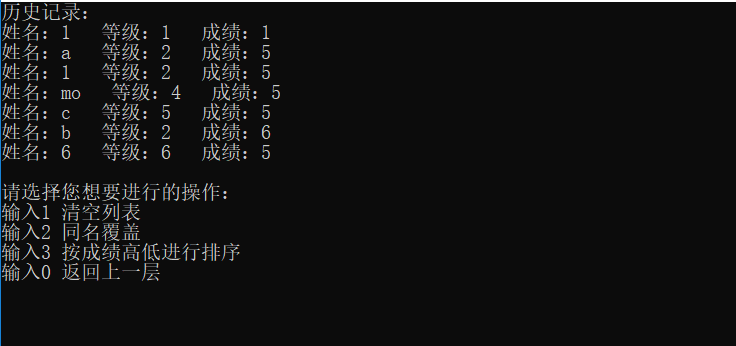 历史记录：
姓名：1   等级：1   成绩：1
姓名：a   等级：2   成绩：5
姓名：1   等级：2   成绩：5
姓名：mo   等级：4   成绩：5
姓名：c   等级：5   成绩：5
姓名：b   等级：2   成绩：6
姓名：6   等级：6   成绩：5
请选择您想要进行的操作：
输入1 清空列表
输入2 同名覆盖
输入3 按成绩高低进行排序
输入0 返回上一层